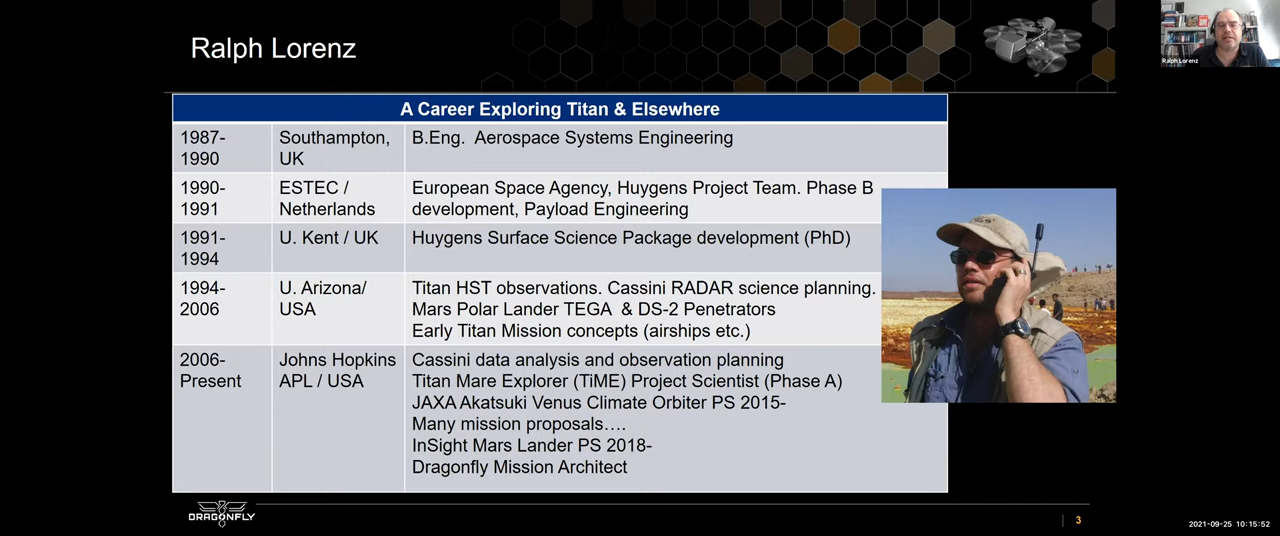 Ralph Lorenz
Ralph Lorenz
A Career Exploring Titan & Elsewhere
1987-
1990
Southampton,
UK
B.Eng. Aerospace Systems Engineering
1990-
1991
ESTEC /
Netherlands
European Space Agency, Huygens Project Team. Phase B
development, Payload Engineering
1991-
1994
U. Kent / UK
Huygens Surface Science Package development (PhD)
1994-
2006
U. Arizona/
USA
Titan HST observations. Cassini RADAR science planning.
Mars Polar Lander TEGA & DS-2 Penetrators
Early Titan Mission concepts (airships etc.)
2006-
Present
Johns Hopkins
APL / USA
Cassini data analysis and observation planning
Titan Mare Explorer (TiME) Project Scientist (Phase A)
JAXA Akatsuki Venus Climate Orbiter PS 2015-
Many mission proposals….
InSight Mars Lander PS 2018-
Dragonfly Mission Architect
DRAGONFLY
3
2021-09-25 10:15:52